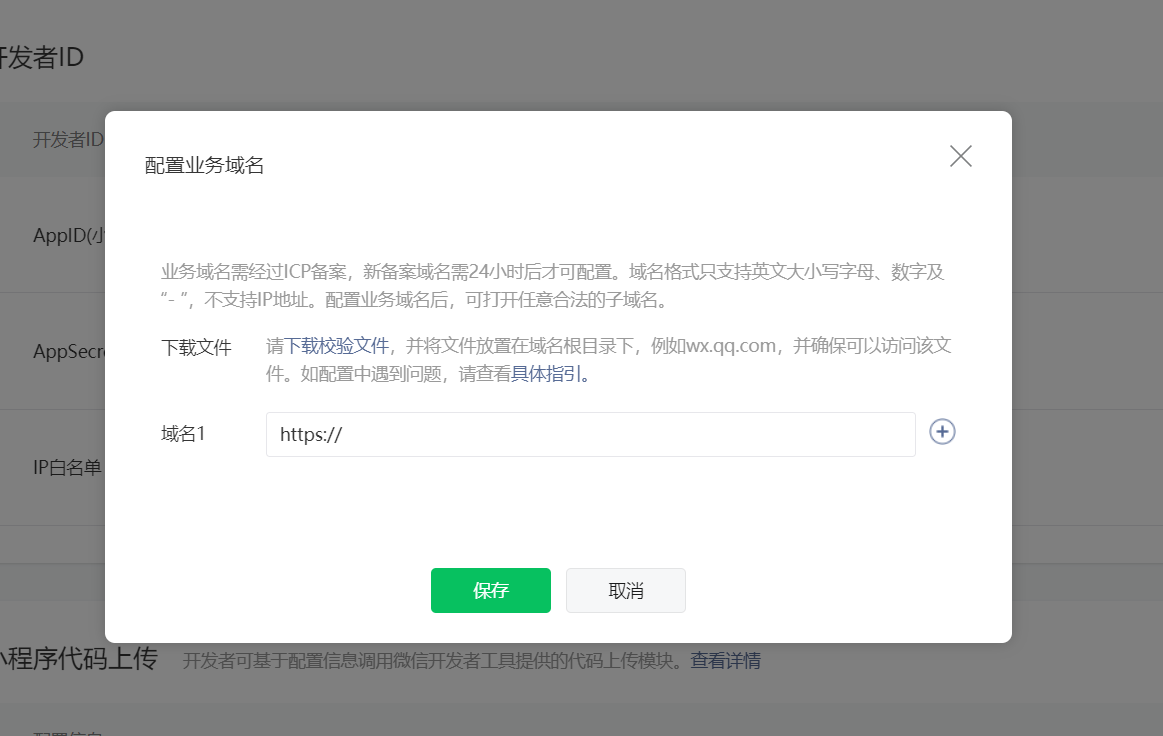 开发者ID
开发者ID
配置业务域名
AppID(小
业务域名需经过ICP备案，新备案域名需24小时后才可配置。域名格式只支持英文大小写字母、数字及
“- ”，不支持IP地址。配置业务域名后，可打开任意合法的子域名。
下载文件 请下载校验文件，并将文件放置在域名根目录下，例如wx.qq.com，并确保可以访问该文
件。如配置中遇到问题，请查看具体指引。
AppSecre
域名1 https://
IP白名单
保存 取消
小程序代码上传 开发者可基于配置信息调用微信开发者工具提供的代码上传模块。查看详情
配置信息